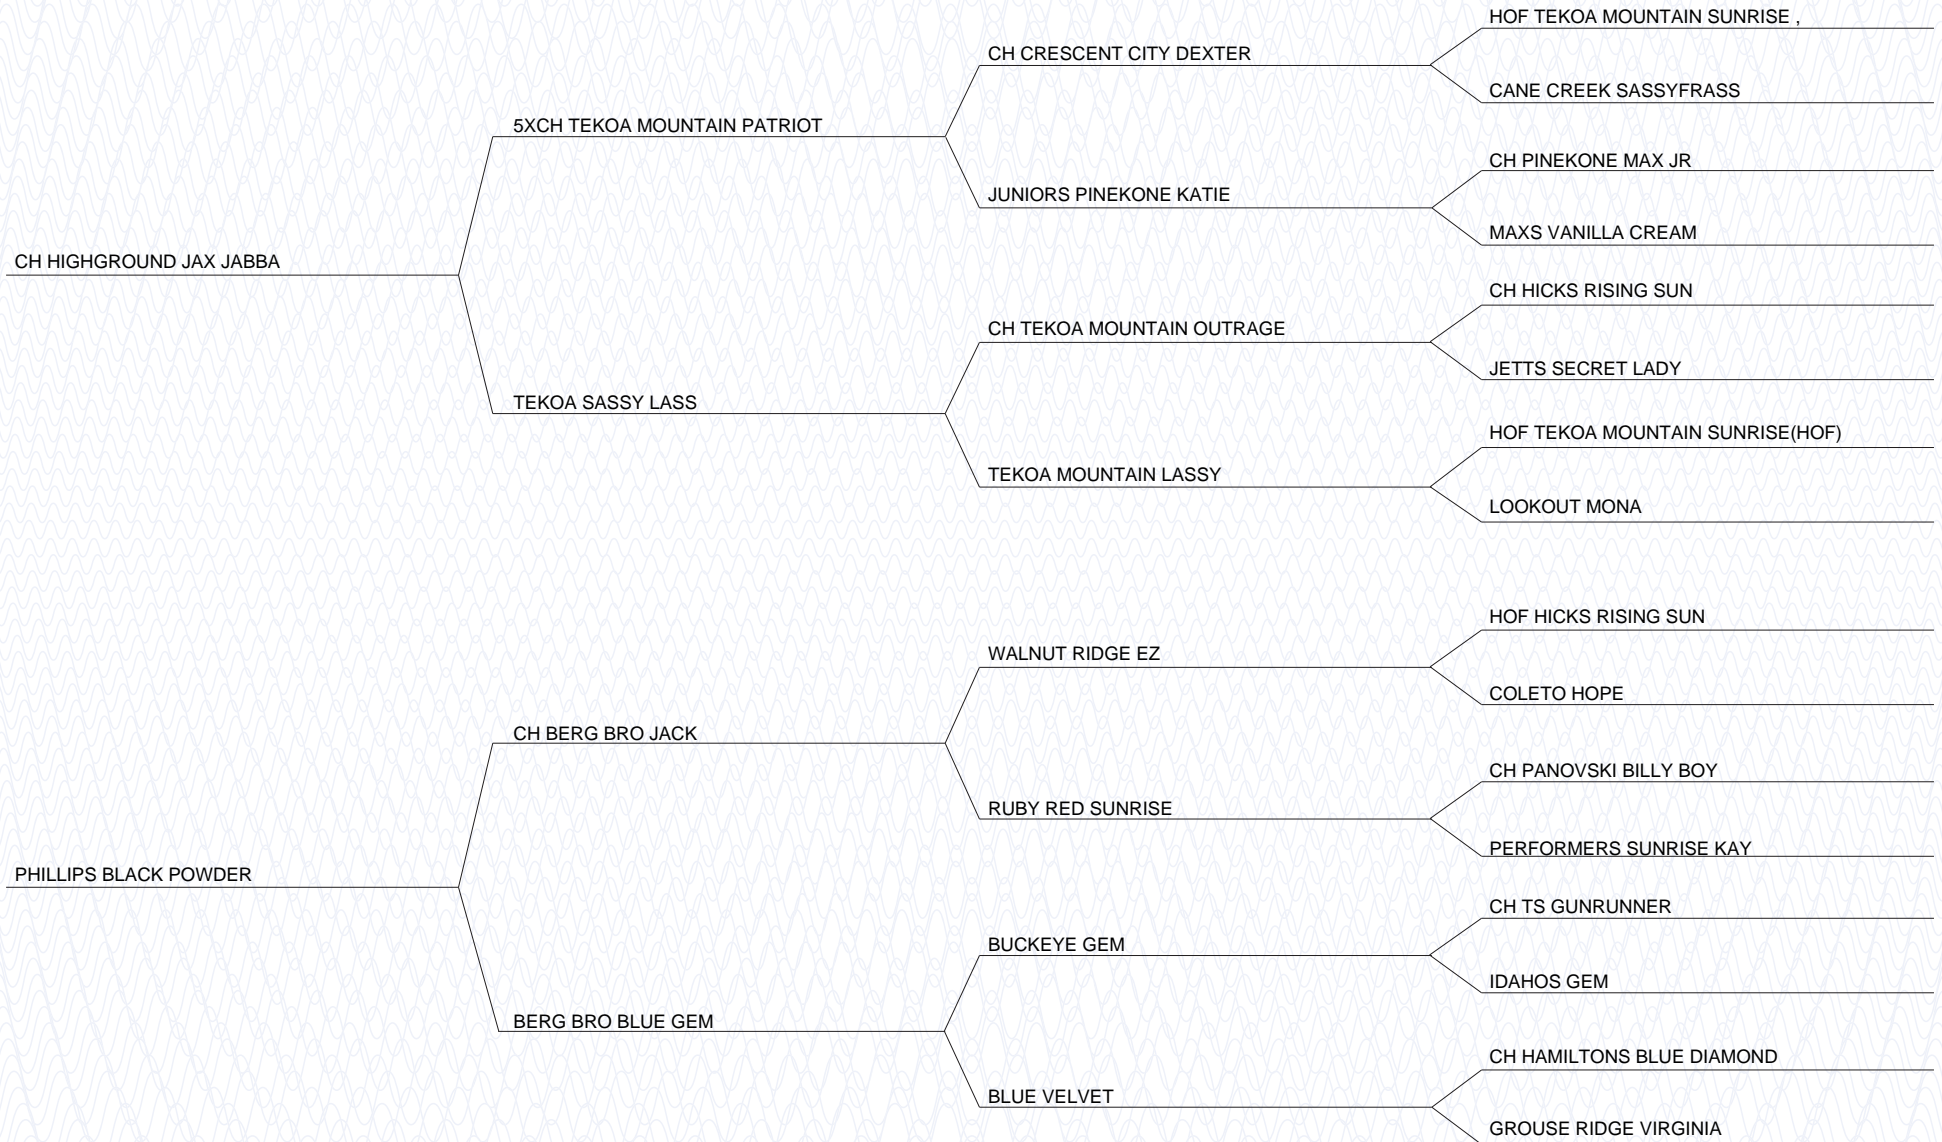 HOF TEKOA MOUNTAIN SUNRISE ,
CH CRESCENT CITY DEXTER
CANE CREEK SASSYFRASS
5XCH TEKOA MOUNTAIN PATRIOT
CH PINEKONE MAX JR
JUNIORS PINEKONE KATIE
MAXS VANILLA CREAM
CH HIGHGROUND JAX JABBA
CH HICKS RISING SUN
CH TEKOA MOUNTAIN OUTRAGE
JETTS SECRET LADY
TEKOA SASSY LASS
HOF TEKOA MOUNTAIN SUNRISE(HOF)
TEKOA MOUNTAIN LASSY
LOOKOUT MONA
HOF HICKS RISING SUN
WALNUT RIDGE EZ
COLETO HOPE
CH BERG BRO JACK
CH PANOVSKI BILLY BOY
RUBY RED SUNRISE
PERFORMERS SUNRISE KAY
PHILLIPS BLACK POWDER
CH TS GUNRUNNER
BUCKEYE GEM
IDAHOS GEM
BERG BRO BLUE GEM
CH HAMILTONS BLUE DIAMOND
BLUE VELVET
GROUSE RIDGE VIRGINIA